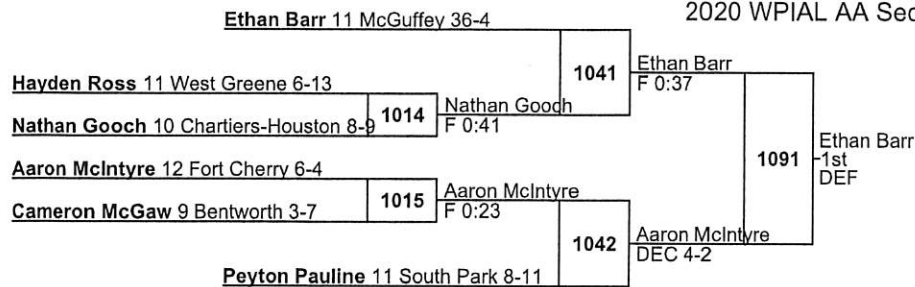 2020 WPIAL AA Sec
Ethan Barr 11 McGuffey 36-4
1041
Ethan Barr
F 0:37
Hayden Ross 11 West Greene 6-13
1014
Nathan Gooch
F 0:41
Nathan Gooch 10 Chartiers-Houston 8-9
1091
Ethan Barr
1st
DEF
Aaron McIntyre 12 Fort Cherry 6-4
1015
Aaron McIntyre
F 0:23
Cameron McGaw 9 Bentworth 3-7
1042
Aaron McIntyre
DEC 4-2
Peyton Pauline 11 South Park 8-11